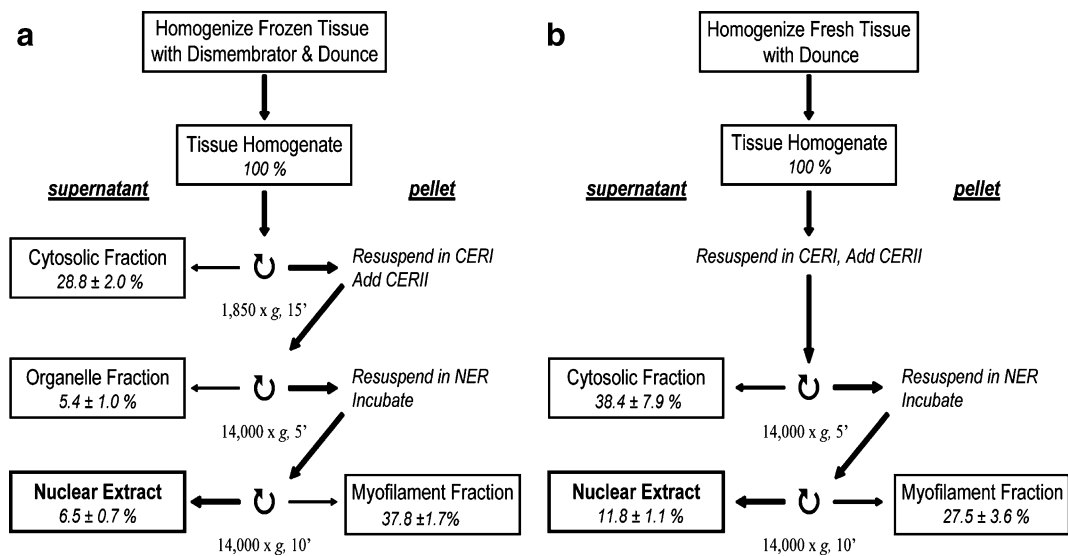 a
Homogenize Frozen Tissue
with Dismembrator & Dounce
Tissue Homogenate
100 %
supernatant
pellet
Cytosolic Fraction
28.8 ± 2.0 %
Resuspend in CERI
Add CERII
1,850 x g, 15’
Organelle Fraction
5.4 ± 1.0 %
Resuspend in NER
Incubate
14,000 x g, 5’
Nuclear Extract
6.5 ± 0.7 %
Myofilament Fraction
37.8 ±1.7%
14,000 x g, 10’
b
Homogenize Fresh Tissue
with Dounce
Tissue Homogenate
100 %
supernatant
pellet
Resuspend in CERI, Add CERII
Cytosolic Fraction
38.4 ± 7.9 %
Resuspend in NER
Incubate
14,000 x g, 5’
Nuclear Extract
11.8 ± 1.1 %
Myofilament Fraction
27.5 ± 3.6 %
14,000 x g, 10’